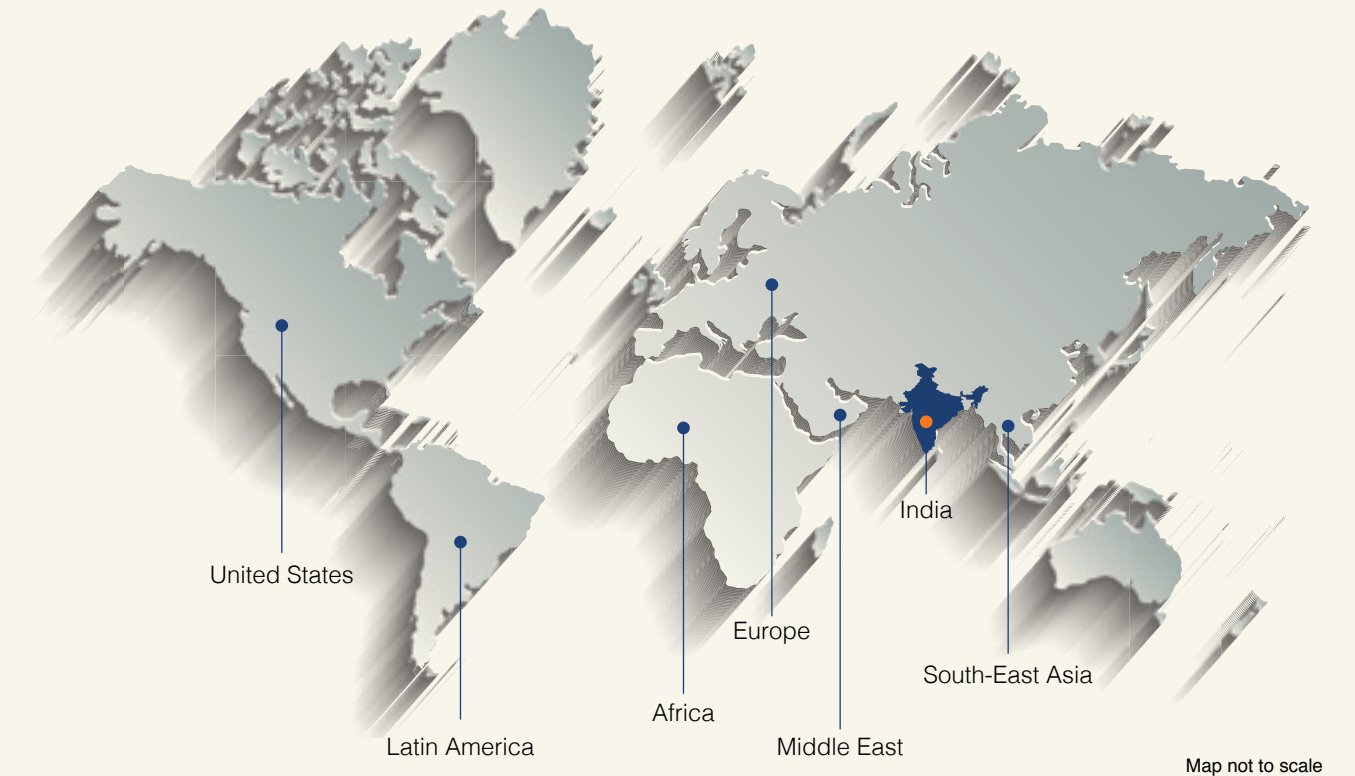 India
United States
Europe
South-East Asia
Africa
Latin America
Middle East
Map not to scale